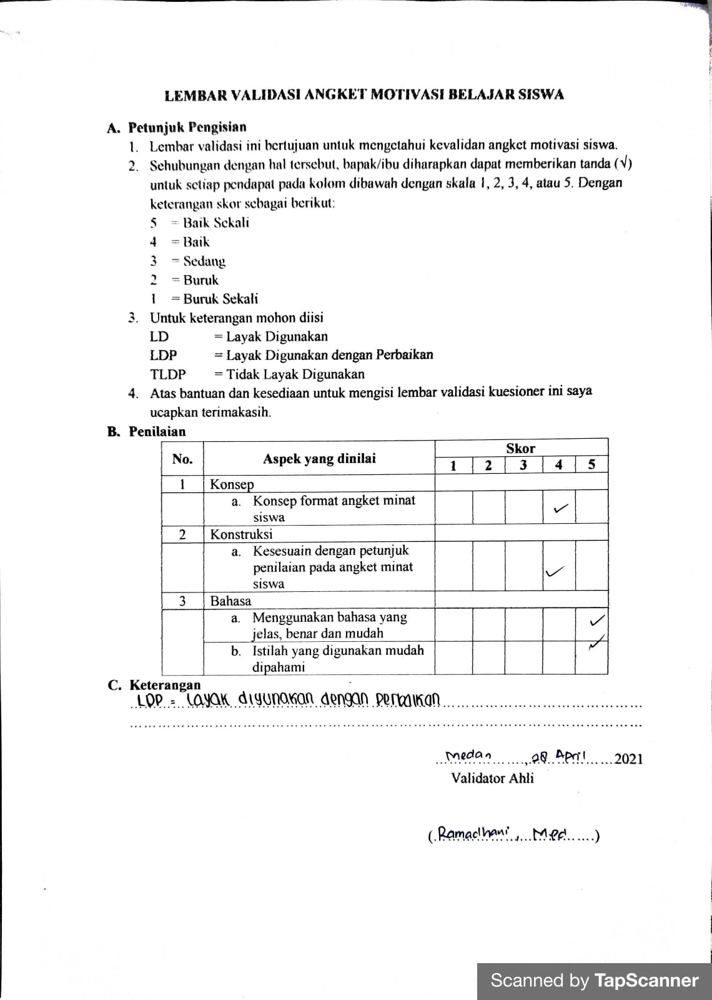 LEMBAR VALIDASI ANGKET MOTIVASI BELAJAR SISWA
A. Petunjuk Pengisian
1. Lembar validasi ini bertujuan untuk mengetahui kevalidan angket motivasi siswa.
2. Sehubungan dengan hal tersebut, bapak/ibu diharapkan dapat memberikan tanda (√)
untuk setiap pendapat pada kolom dibawah dengan skala 1, 2, 3, 4, atau 5. Dengan
keterangan skor sebagai berikut:
5 = Baik Sekali
4 = Baik
3 = Sedang
2 = Buruk
1 = Buruk Sekali
3. Untuk keterangan mohon diisi
LD = Layak Digunakan
LDP = Layak Digunakan dengan Perbaikan
TLDP = Tidak Layak Digunakan
4. Atas bantuan dan kesediaan untuk mengisi lembar validasi kuesioner ini saya
ucapkan terimakasih.
B. Penilaian
No. Aspek yang dinilai Skor
1 2 3 4 5
1 Konsep
a. Konsep format angket minat ✓
siswa
2 Konstruksi
a. Kesesuain dengan petunjuk
penilaian pada angket minat ✓
siswa
3 Bahasa
a. Menggunakan bahasa yang ✓
jelas, benar dan mudah
b. Istilah yang digunakan mudah ✓
dipahami
C. Keterangan
LDP = Layak digunakan dengan perbaikan
Medan, 28 April 2021
Validator Ahli
(Ramadhani, M.Pd)
Scanned by TapScanner